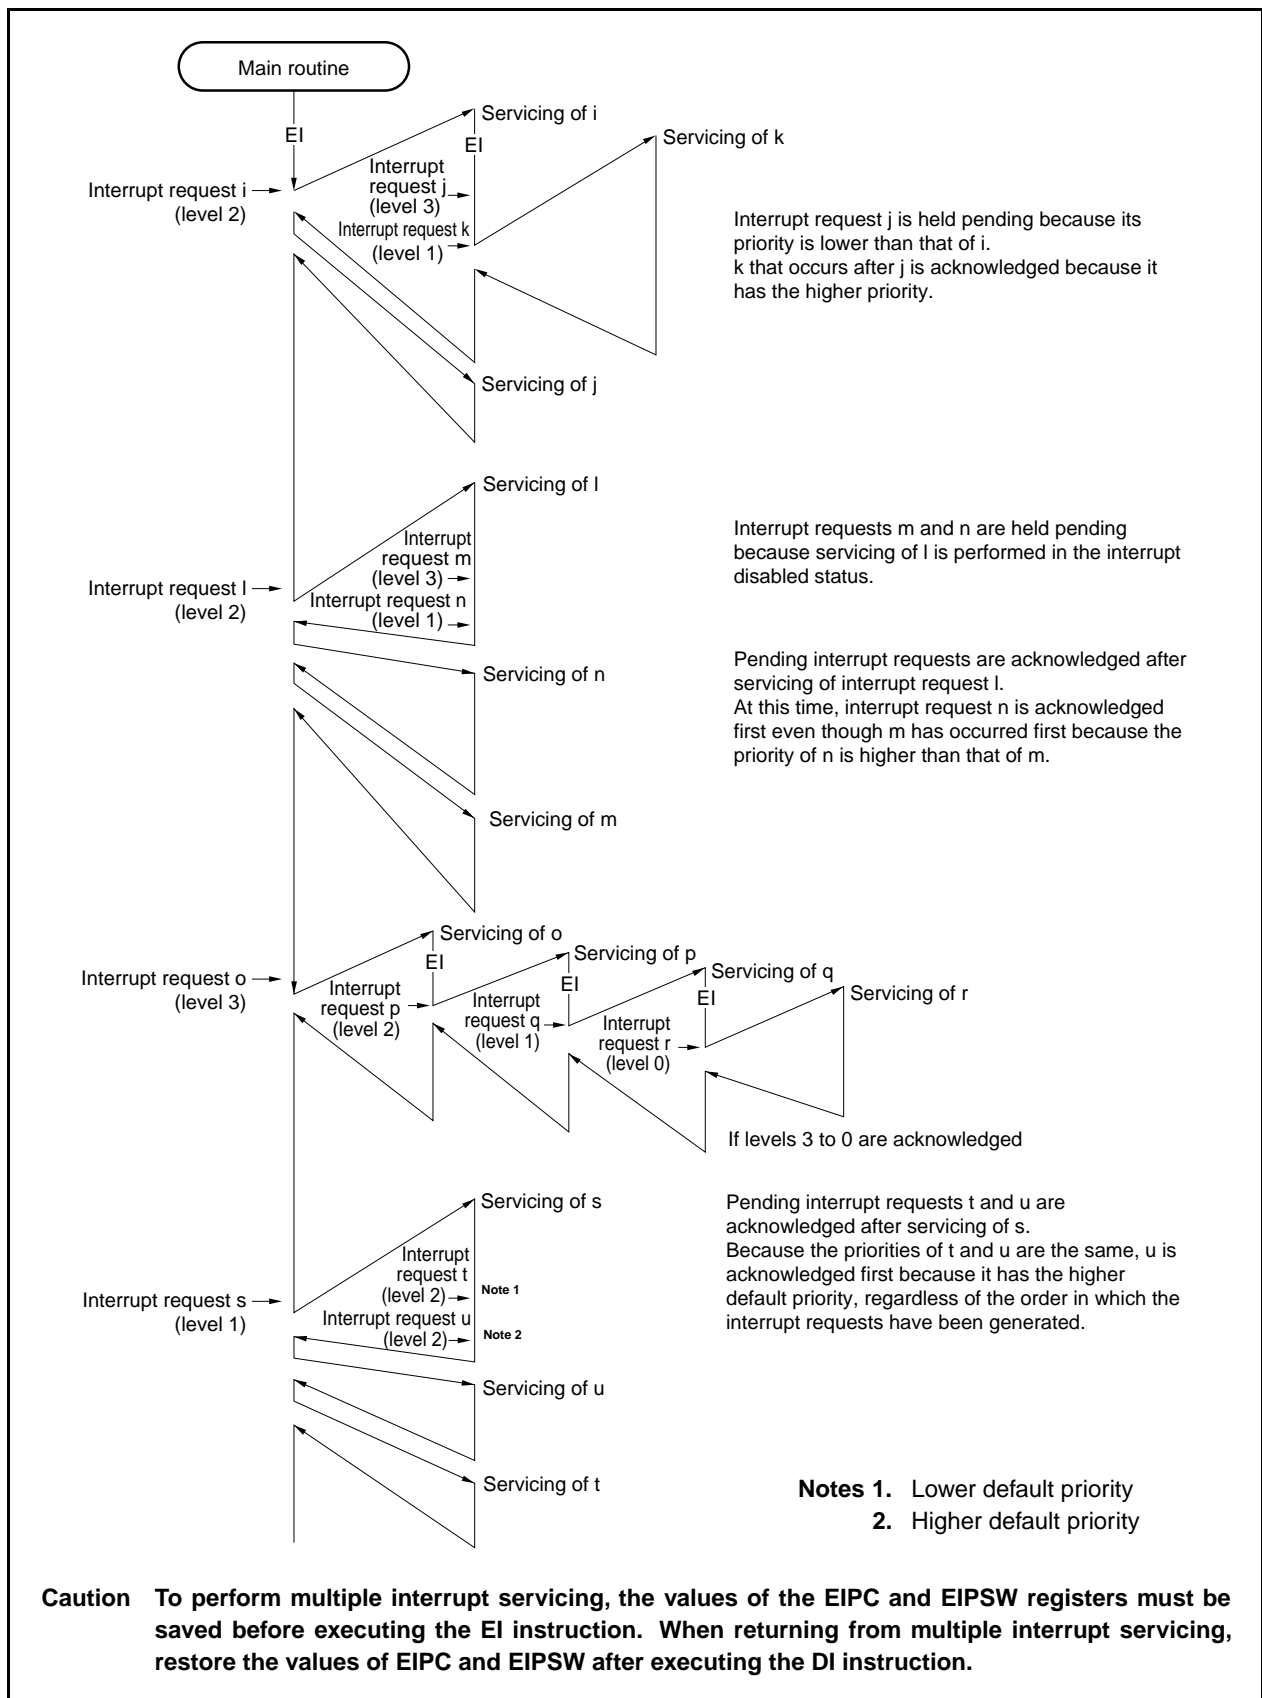 Main routine
EI
Servicing of i
EI
Servicing of k
Interrupt request i
(level 2)
Interrupt
request j
(level 3)
Interrupt request k
(level 1)
Interrupt request j is held pending because its
priority is lower than that of i.
k that occurs after j is acknowledged because it
has the higher priority.
Servicing of j
Servicing of l
Interrupt request l
(level 2)
Interrupt
request m
(level 3)
Interrupt request n
(level 1)
Interrupt requests m and n are held pending
because servicing of l is performed in the interrupt
disabled status.
Servicing of n
Pending interrupt requests are acknowledged after
servicing of interrupt request l.
At this time, interrupt request n is acknowledged
first even though m has occurred first because the
priority of n is higher than that of m.
Servicing of m
Interrupt request o
(level 3)
Servicing of o
EI
Interrupt
request p
(level 2)
Servicing of p
EI
Interrupt
request q
(level 1)
Servicing of q
EI
Interrupt
request r
(level 0)
Servicing of r
If levels 3 to 0 are acknowledged
Servicing of s
Interrupt request s
(level 1)
Interrupt
request t
(level 2)
Note 1
Interrupt request u
(level 2)
Note 2
Pending interrupt requests t and u are
acknowledged after servicing of s.
Because the priorities of t and u are the same, u is
acknowledged first because it has the higher
default priority, regardless of the order in which the
interrupt requests have been generated.
Servicing of u
Servicing of t
Notes 1. Lower default priority
2. Higher default priority
Caution To perform multiple interrupt servicing, the values of the EIPC and EIPSW registers must be
saved before executing the EI instruction. When returning from multiple interrupt servicing,
restore the values of EIPC and EIPSW after executing the DI instruction.